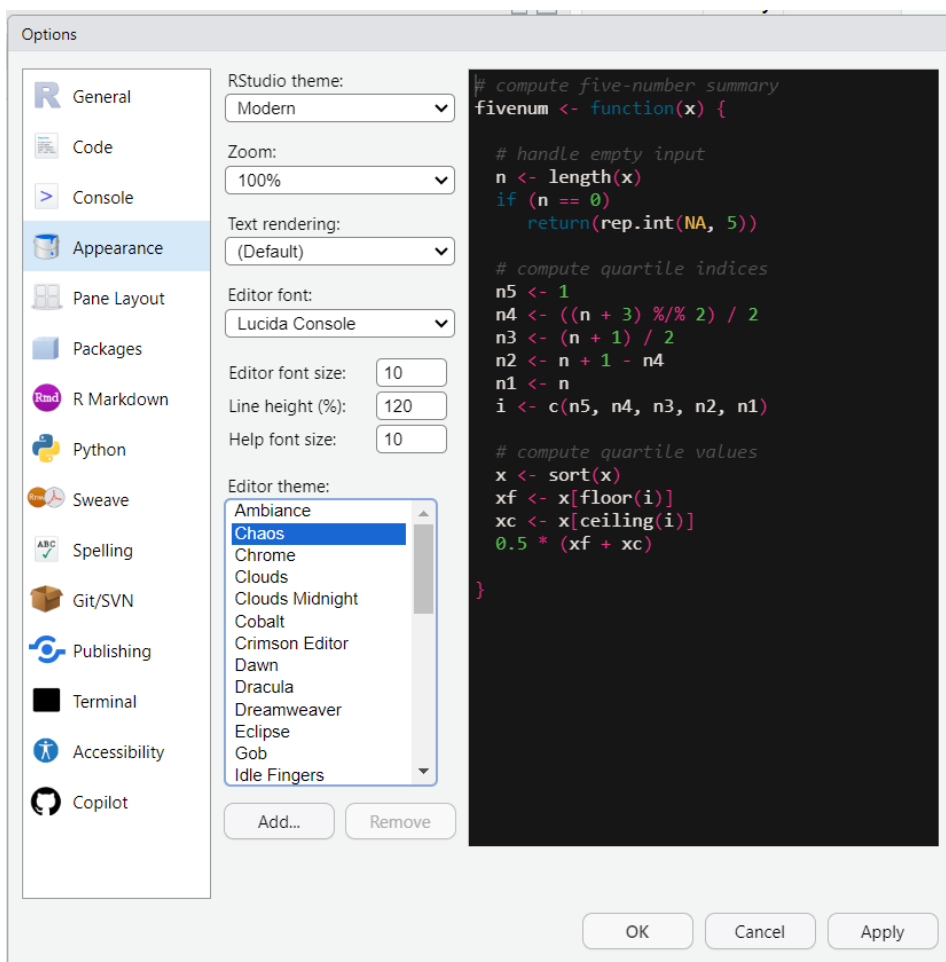 Options
General
Code
Console
Appearance
Pane Layout
Packages
Rmd R Markdown
Python
Sweave
ABC Spelling
Git/SVN
Publishing
Terminal
Accessibility
Copilot
RStudio theme:
Modern
Zoom:
100%
Text rendering:
(Default)
Editor font:
Lucida Console
Editor font size: 10
Line height (%): 120
Help font size: 10
Editor theme:
Ambiance
Chaos
Chrome
Clouds
Clouds Midnight
Cobalt
Crimson Editor
Dawn
Dracula
Dreamweaver
Eclipse
Gob
Idle Fingers
Add... Remove
# compute five-number summary
fivenum <- function(x) {
  # handle empty input
  n <- length(x)
  if (n == 0)
     return(rep.int(NA, 5))
  # compute quartile indices
  n5 <- 1
  n4 <- ((n + 3) %/% 2) / 2
  n3 <- (n + 1) / 2
  n2 <- n + 1 - n4
  n1 <- n
  i <- c(n5, n4, n3, n2, n1)
  # compute quartile values
  x <- sort(x)
  xf <- x[floor(i)]
  xc <- x[ceiling(i)]
  0.5 * (xf + xc)
}
OK Cancel Apply